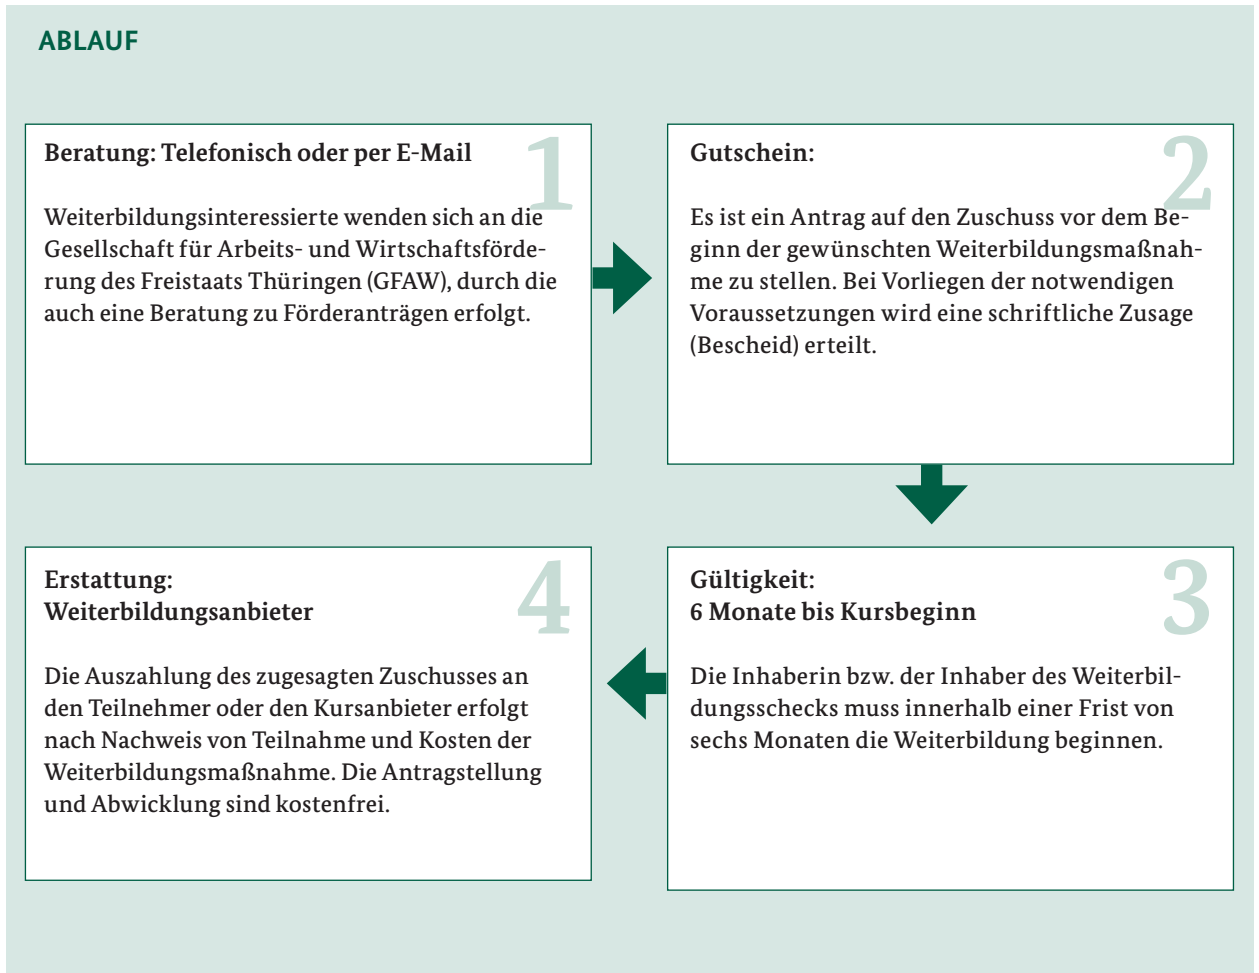 ABLAUF
1
Beratung: Telefonisch oder per E-Mail
Weiterbildungsinteressierte wenden sich an die
Gesellschaft für Arbeits- und Wirtschaftsförde-
rung des Freistaats Thüringen (GFAW), durch die
auch eine Beratung zu Förderanträgen erfolgt.
2
Gutschein:
Es ist ein Antrag auf den Zuschuss vor dem Be-
ginn der gewünschten Weiterbildungsmaßnah-
me zu stellen. Bei Vorliegen der notwendigen
Voraussetzungen wird eine schriftliche Zusage
(Bescheid) erteilt.
3
Gültigkeit:
6 Monate bis Kursbeginn
Die Inhaberin bzw. der Inhaber des Weiterbil-
dungsschecks muss innerhalb einer Frist von
sechs Monaten die Weiterbildung beginnen.
4
Erstattung:
Weiterbildungsanbieter
Die Auszahlung des zugesagten Zuschusses an
den Teilnehmer oder den Kursanbieter erfolgt
nach Nachweis von Teilnahme und Kosten der
Weiterbildungsmaßnahme. Die Antragstellung
und Abwicklung sind kostenfrei.